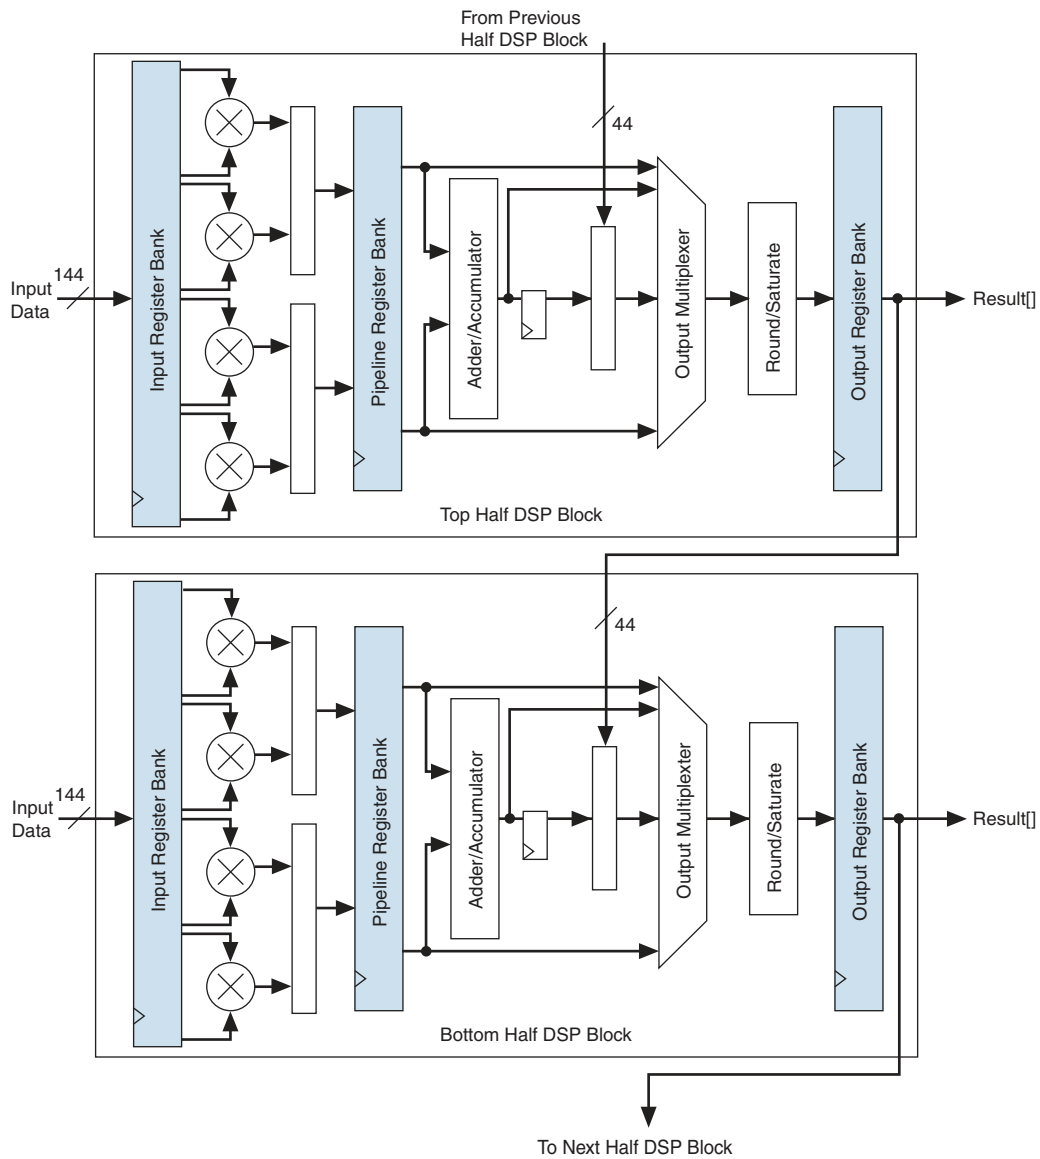 From Previous
Half DSP Block
44
144
Input
Data
Input Register Bank
Pipeline Register Bank
Adder/Accumulator
Output Multiplexer
Round/Saturate
Output Register Bank
Result[]
Top Half DSP Block
44
144
Input
Data
Input Register Bank
Pipeline Register Bank
Adder/Accumulator
Output Multiplexter
Round/Saturate
Output Register Bank
Result[]
Bottom Half DSP Block
To Next Half DSP Block